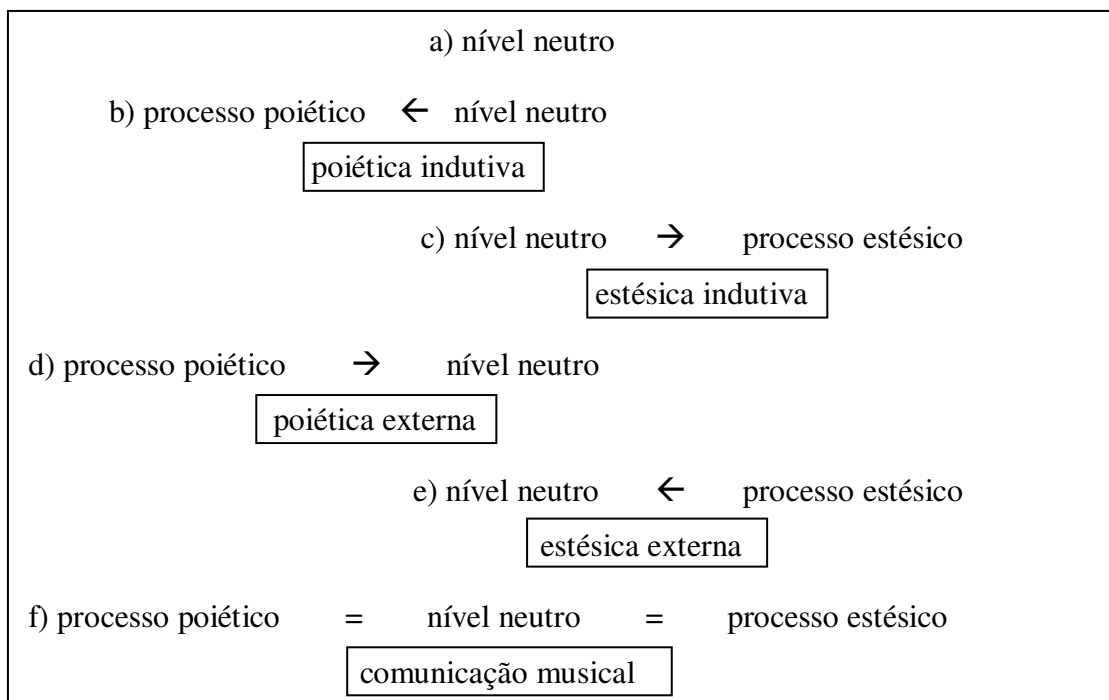 a) nível neutro
b) processo poiético ← nível neutro
poiética indutiva
c) nível neutro → processo estésico
estésica indutiva
d) processo poiético → nível neutro
poiética externa
e) nível neutro ← processo estésico
estésica externa
f) processo poiético = nível neutro = processo estésico
comunicação musical